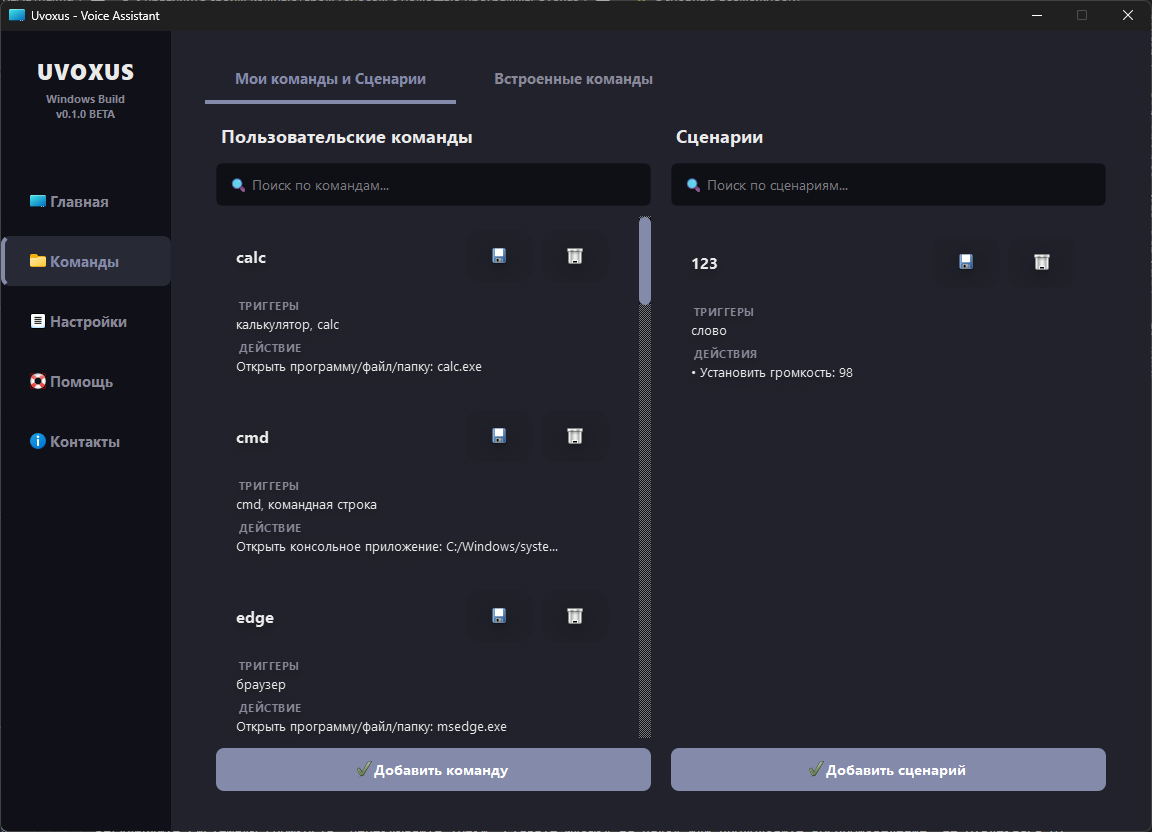 Uvoxus - Voice Assistant
UVOXUS
Windows Build
v0.1.0 BETA
Главная
Команды
Настройки
Помощь
Контакты
Мои команды и Сценарии
Встроенные команды
Пользовательские команды
Поиск по командам...
calc
ТРИГГЕРЫ
калькулятор, calc
ДЕЙСТВИЕ
Открыть программу/файл/папку: calc.exe
cmd
ТРИГГЕРЫ
cmd, командная строка
ДЕЙСТВИЕ
Открыть консольное приложение: C:/Windows/syste...
edge
ТРИГГЕРЫ
браузер
ДЕЙСТВИЕ
Открыть программу/файл/папку: msedge.exe
Добавить команду
Сценарии
Поиск по сценариям...
123
ТРИГГЕРЫ
слово
ДЕЙСТВИЯ
• Установить громкость: 98
Добавить сценарий